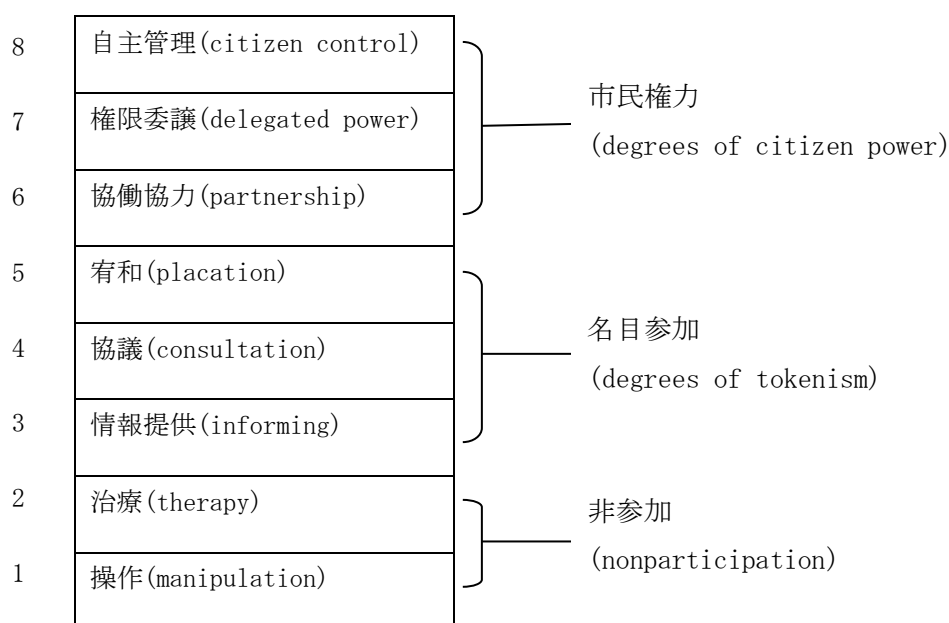 8 自主管理(citizen control)
7 権限委譲(delegated power)
6 協働協力(partnership)
市民権力
(degrees of citizen power)
5 宥和(placation)
4 協議(consultation)
3 情報提供(informing)
名目参加
(degrees of tokenism)
2 治療(therapy)
1 操作(manipulation)
非参加
(nonparticipation)